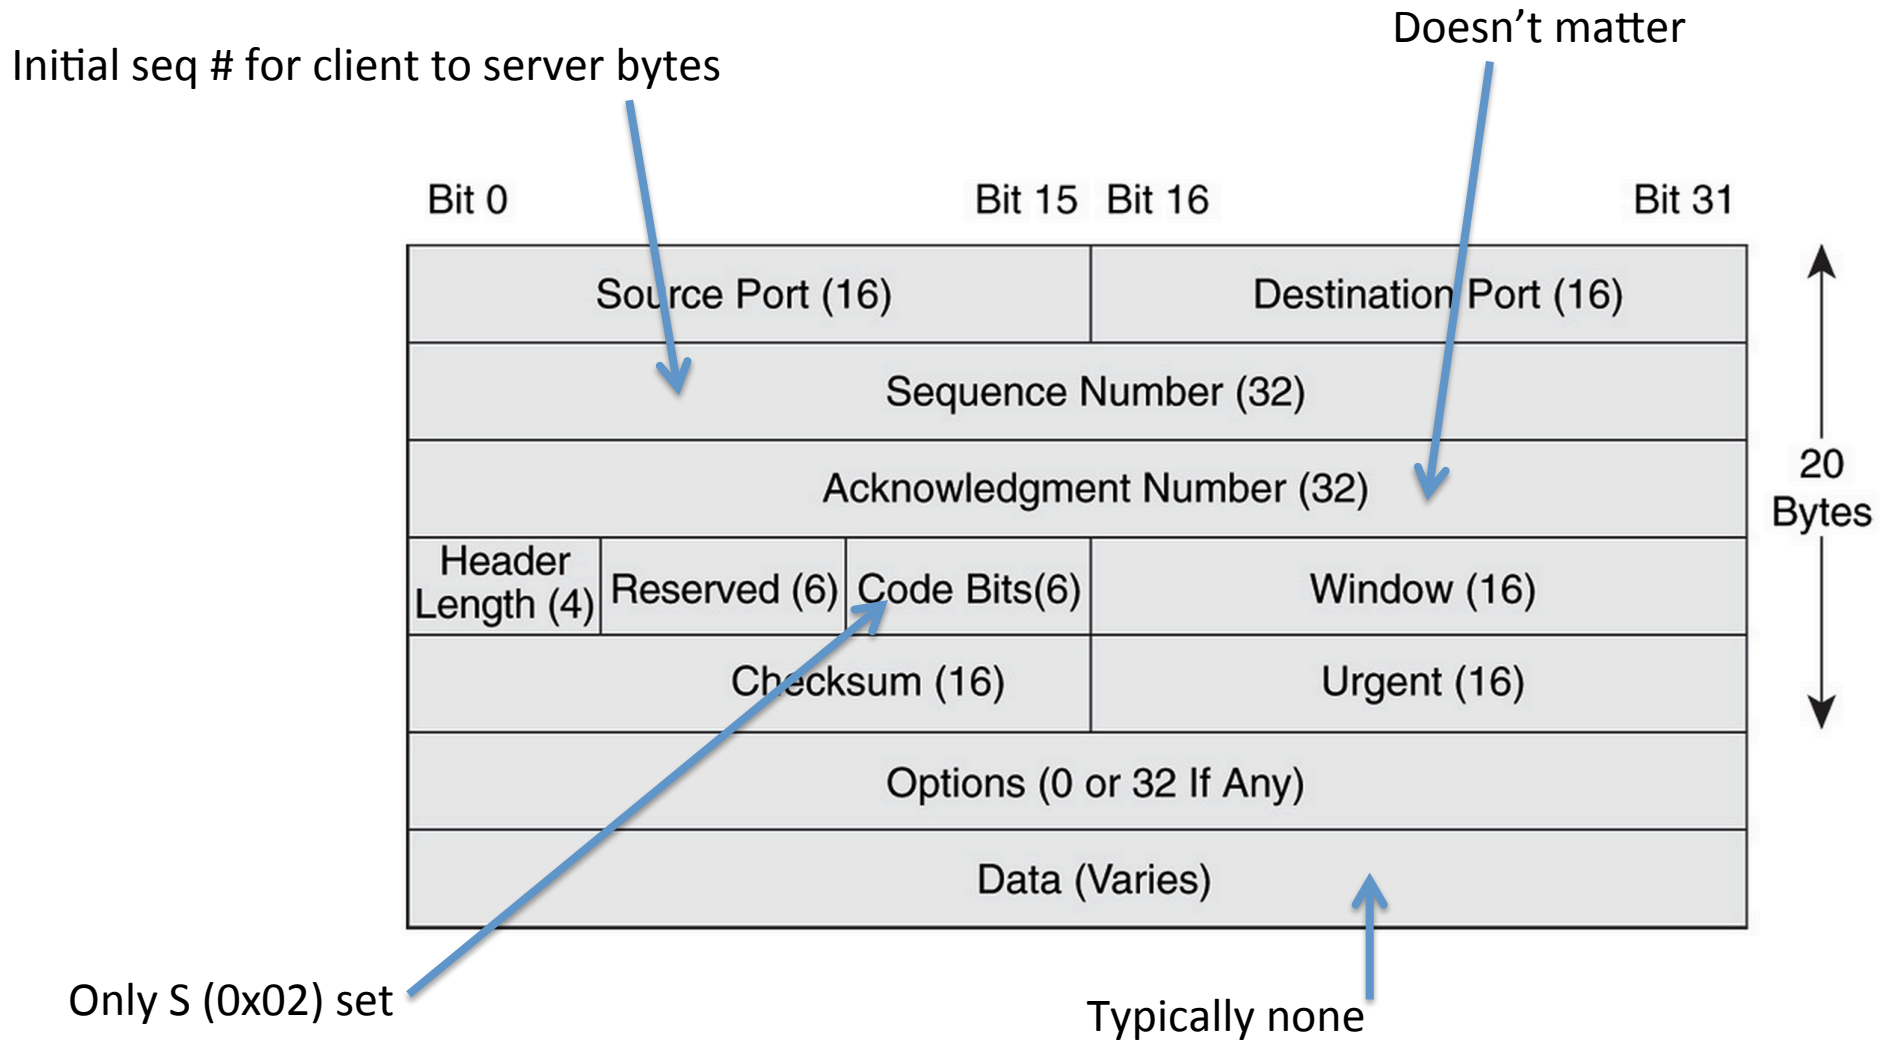 Doesn’t matter
Initial seq # for client to server bytes
Bit 0 Bit 15 Bit 16 Bit 31
Source Port (16) Destination Port (16)
Sequence Number (32)
Acknowledgment Number (32)
20
Bytes
Header
Length (4) Reserved (6) Code Bits(6) Window (16)
Checksum (16) Urgent (16)
Options (0 or 32 If Any)
Data (Varies)
Only S (0x02) set
Typically none